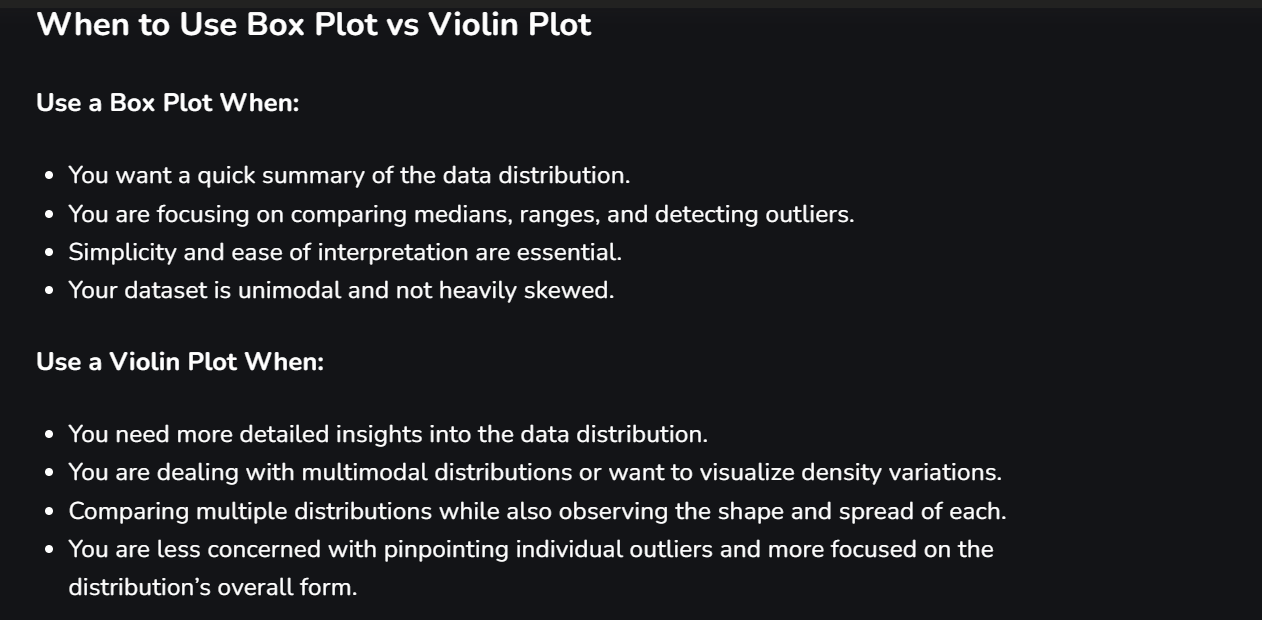 When to Use Box Plot vs Violin Plot
Use a Box Plot When:
• You want a quick summary of the data distribution.
• You are focusing on comparing medians, ranges, and detecting outliers.
• Simplicity and ease of interpretation are essential.
• Your dataset is unimodal and not heavily skewed.
Use a Violin Plot When:
• You need more detailed insights into the data distribution.
• You are dealing with multimodal distributions or want to visualize density variations.
• Comparing multiple distributions while also observing the shape and spread of each.
• You are less concerned with pinpointing individual outliers and more focused on the
distribution’s overall form.